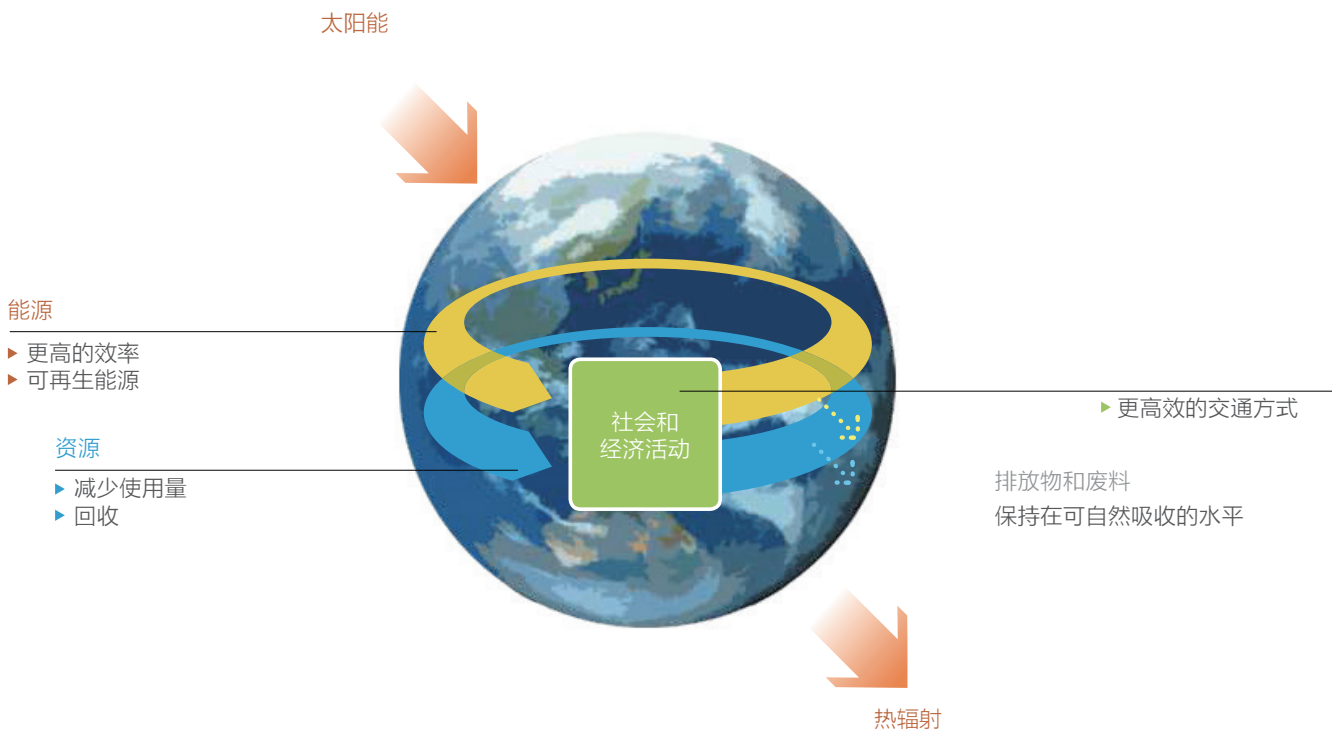 太阳能
能源
▸ 更高的效率
▸ 可再生能源
资源
▸ 减少使用量
▸ 回收
社会和
经济活动
▸ 更高效的交通方式
排放物和废料
保持在可自然吸收的水平
热辐射